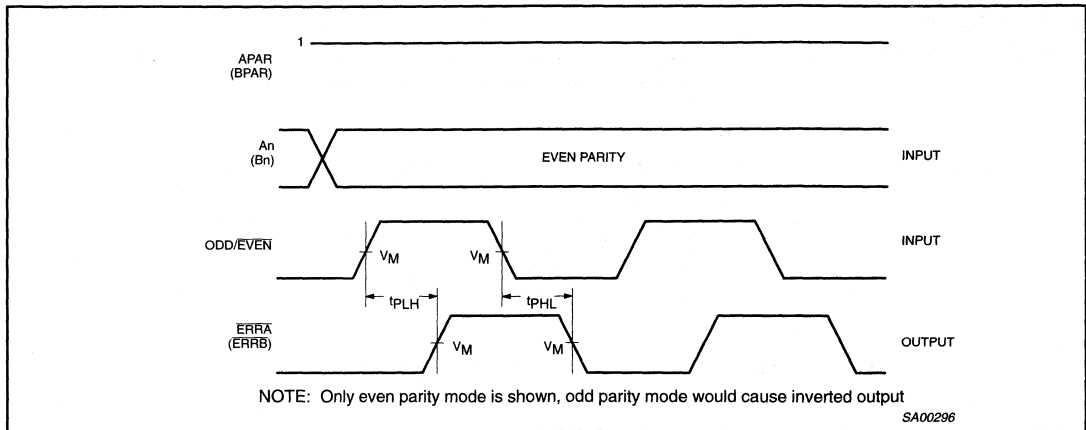 1
APAR
(BPAR)
An
(Bn)
EVEN PARITY
INPUT
ODD/EVEN
VM
VM
INPUT
tPLH
tPHL
ERRA
(ERRB)
VM
VM
OUTPUT
NOTE: Only even parity mode is shown, odd parity mode would cause inverted output
SA00296